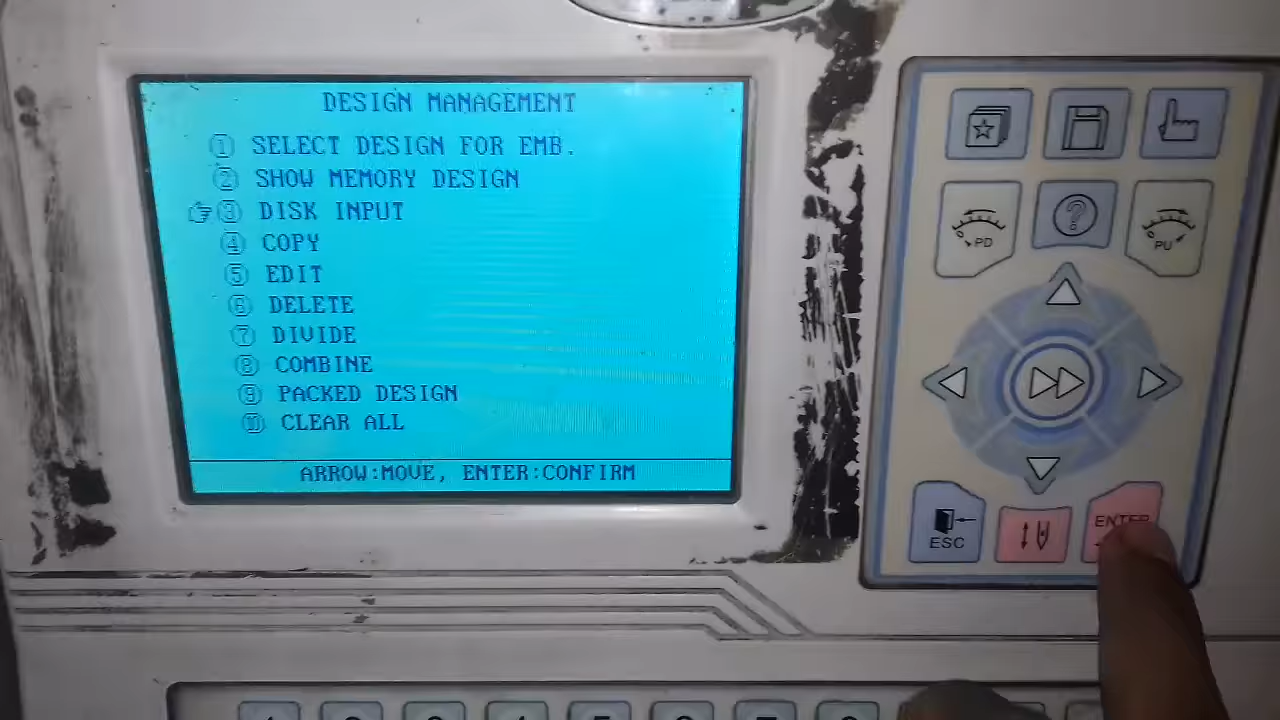 DESIGN MANAGEMENT
① SELECT DESIGN FOR EMB.
② SHOW MEMORY DESIGN
③ DISK INPUT
④ COPY
⑤ EDIT
⑥ DELETE
⑦ DIVIDE
⑧ COMBINE
⑨ PACKED DESIGN
⑩ CLEAR ALL
ARROW:MOVE, ENTER:CONFIRM
?
0 PD
0 PU
ESC
ENTER